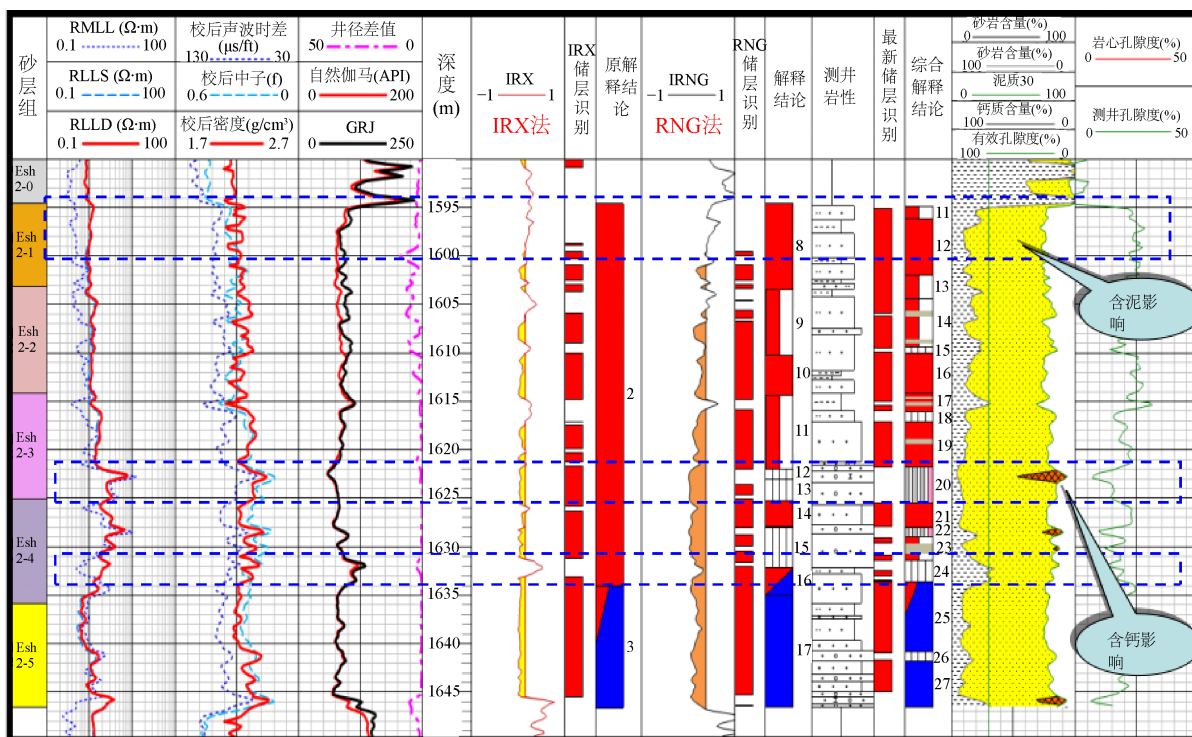 砂层组
RMLL (Ω·m)
0.1 100
RLLS (Ω·m)
0.1 100
RLLD (Ω·m)
0.1 100
校后声波时差
(μs/ft)
130 30
校后中子(f)
0.6 0
校后密度(g/cm³)
1.7 2.7
井径差值
50 0
自然伽马(API)
0 200
GRJ
0 250
深度(m)
IRX
−1 1
IRX法
IRX储层识别
原解释结论
IRNG
−1 1
RNG法
RNG储层识别
解释结论
测井岩性
最新储层识别
综合解释结论
砂岩含量(%)
0 100
砂岩含量(%)
100 0
泥质30
0 100
钙质含量(%)
100 0
有效孔隙度(%)
100 0
岩心孔隙度(%)
0 50
测井孔隙度(%)
0 50
Esh
2-0
Esh
2-1
Esh
2-2
Esh
2-3
Esh
2-4
Esh
2-5
1595
1600
1605
1610
1615
1620
1625
1630
1635
1640
1645
2
3
8
9
10
11
12
13
14
15
16
17
11
12
13
14
15
16
17
18
19
20
21
22
23
24
25
26
27
含泥影
响
含钙影
响